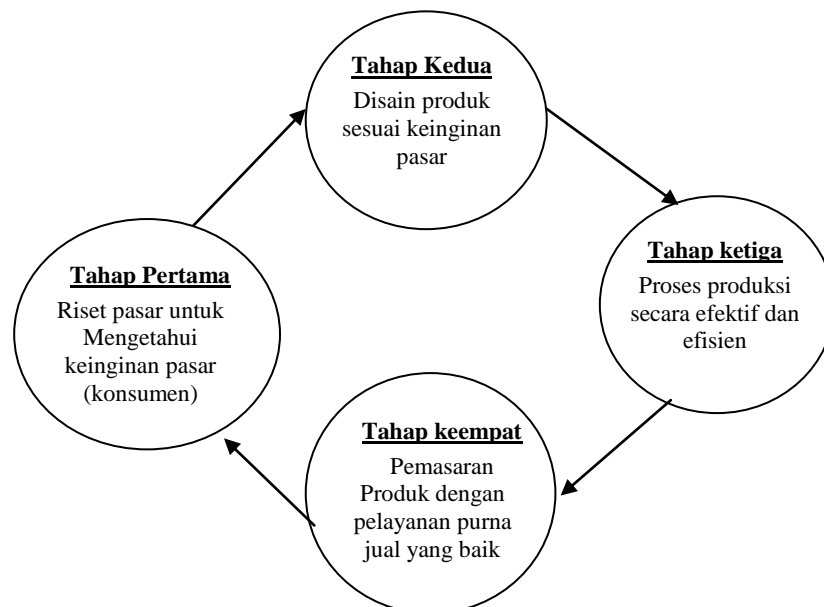 Tahap Kedua
Disain produk
sesuai keinginan
pasar
Tahap ketiga
Proses produksi
secara efektif dan
efisien
Tahap Pertama
Riset pasar untuk
Mengetahui
keinginan pasar
(konsumen)
Tahap keempat
Pemasaran
Produk dengan
pelayanan purna
jual yang baik